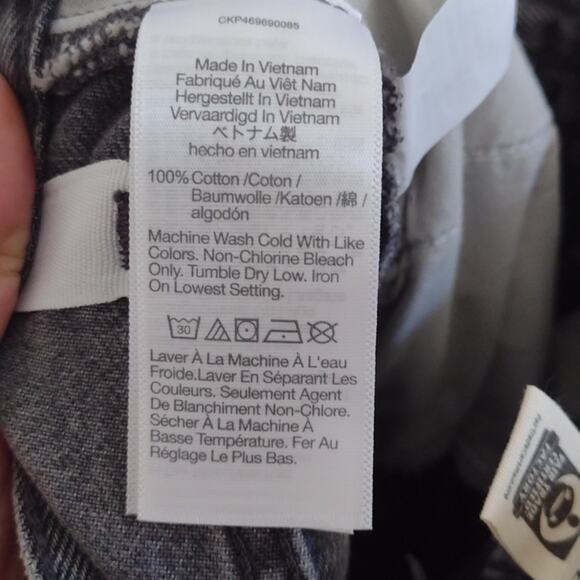 CKP469690085
Made In Vietnam
Fabriqué Au Viêt Nam
Hergestellt In Vietnam
Vervaardigd In Vietnam
ベトナム製
hecho en vietnam
100% Cotton /Coton /
Baumwolle /Katoen /綿 /
algodón
Machine Wash Cold With Like
Colors. Non-Chlorine Bleach
Only. Tumble Dry Low. Iron
On Lowest Setting.
30
Laver À La Machine À L'eau
Froide.Laver En Séparant Les
Couleurs. Seulement Agent
De Blanchiment Non-Chlore.
Sécher À La Machine À
Basse Température. Fer Au
Réglage Le Plus Bas.